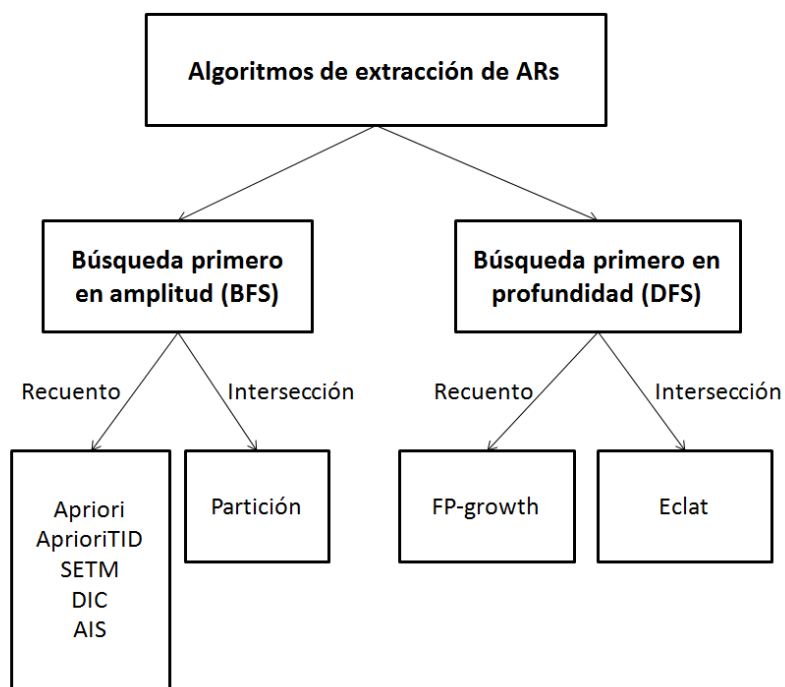 Algoritmos de extracción de ARs
Búsqueda primero
en amplitud (BFS)
Búsqueda primero en
profundidad (DFS)
Recuento
Intersección
Recuento
Intersección
Apriori
AprioriTID
SETM
DIC
AIS
Partición
FP-growth
Eclat